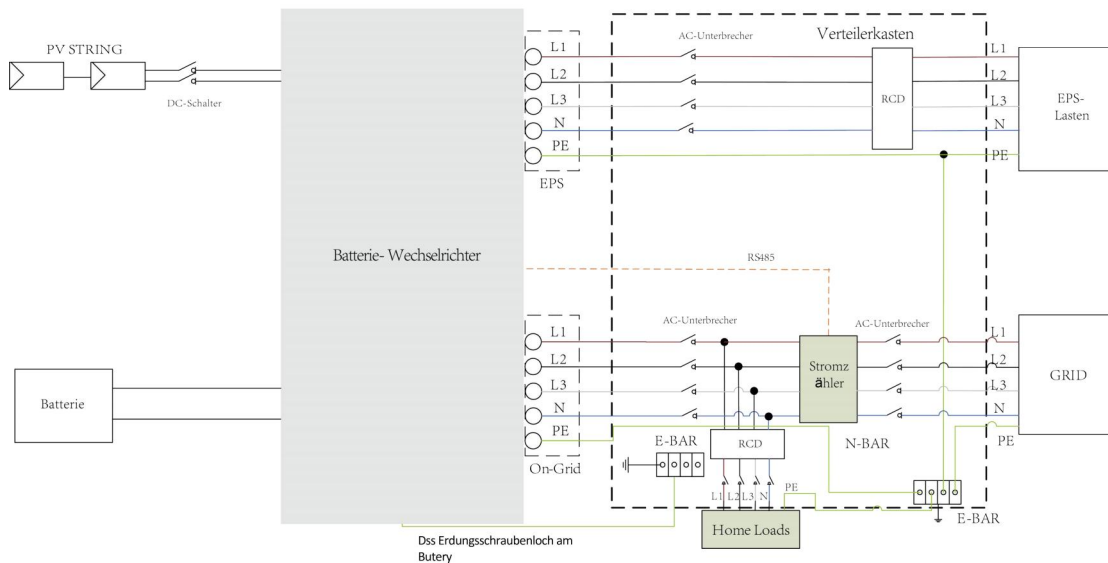 PV STRING
DC-Schalter
Batterie- Wechselrichter
Batterie
L1
L2
L3
N
PE
EPS
AC-Unterbrecher
Verteilerkasten
RCD
L1
L2
L3
N
PE
EPS-
Lasten
RS485
L1
L2
L3
N
PE
On-Grid
AC-Unterbrecher
Stromz
ähler
AC-Unterbrecher
L1
L2
L3
N
PE
GRID
E-BAR
RCD
N-BAR
L1
L2
L3
N
PE
Home Loads
E-BAR
Dss Erdungsschraubenloch am
Butery